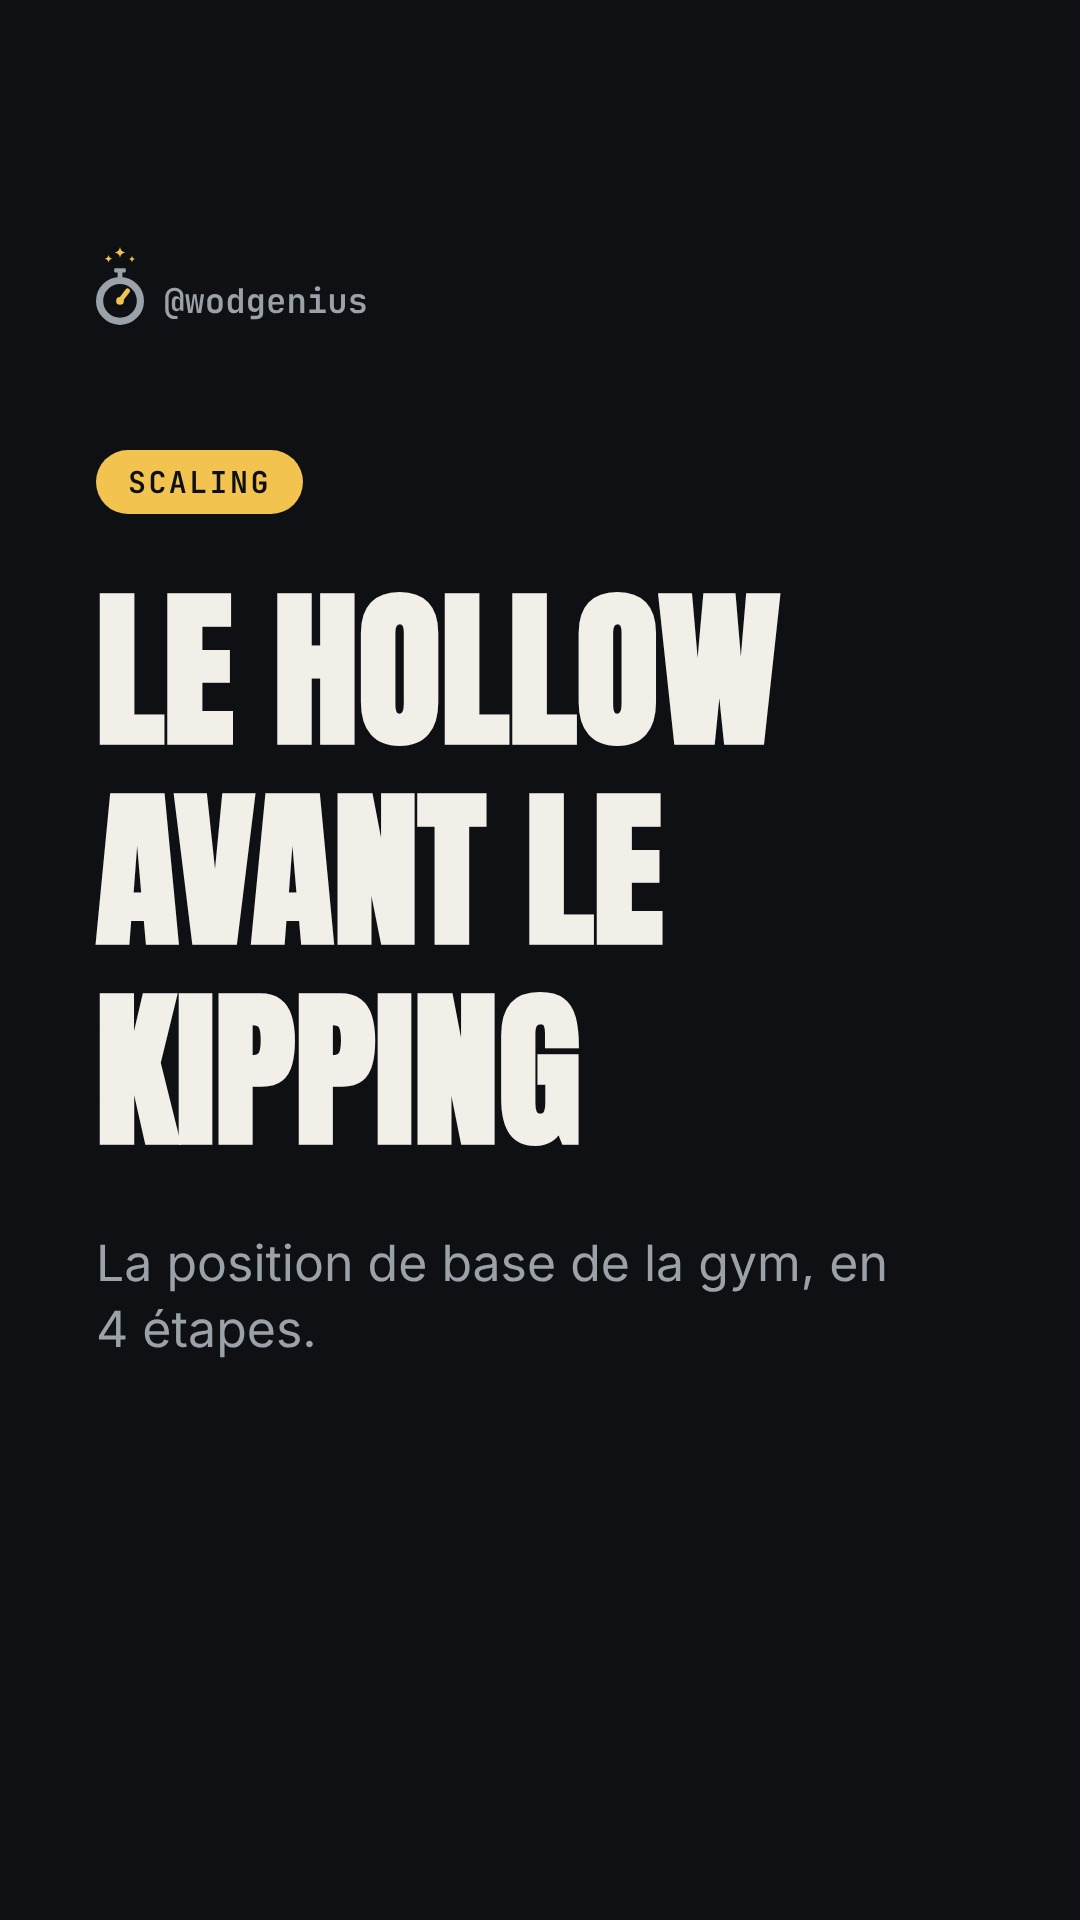 @wodgenius
SCALING
LE HOLLOW
AVANT LE
KIPPING
La position de base de la gym, en
4 étapes.